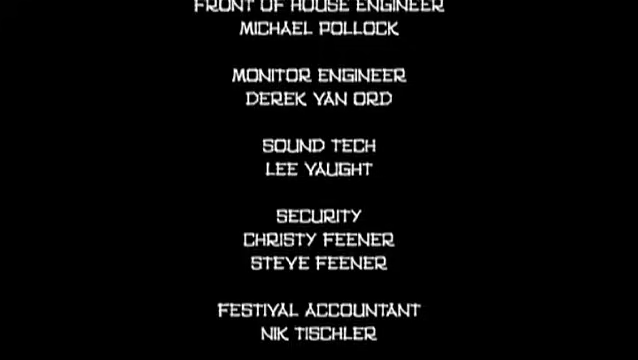 FRONT OF HOUSE ENGINEER
MICHAEL POLLOCK
MONITOR ENGINEER
DEREK VAN ORD
SOUND TECH
LEE VAUGHT
SECURITY
CHRISTY FEENER
STEVE FEENER
FESTIVAL ACCOUNTANT
NIK TISCHLER